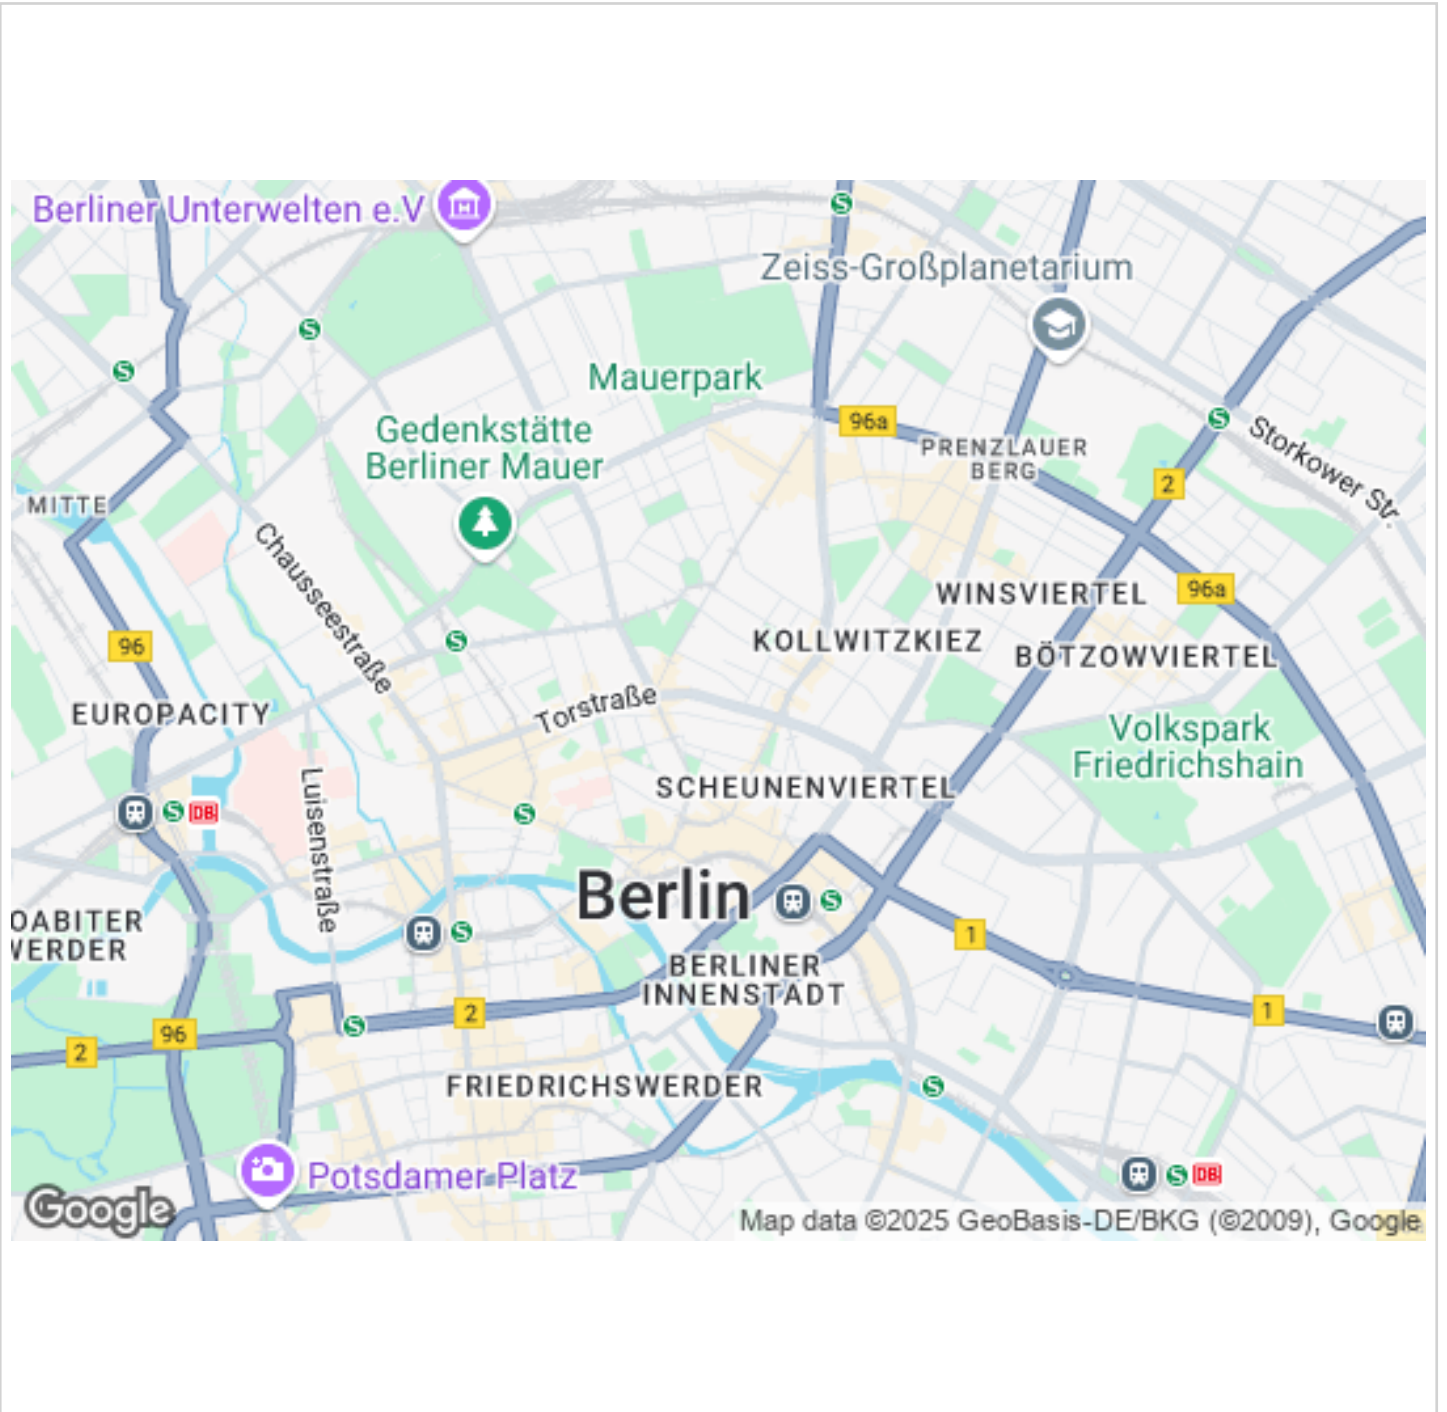 Berliner Unterwelten e.V
S
Zeiss-Großplanetarium
S
S
Mauerpark
96a
S
Gedenkstätte
Berliner Mauer
PRENZLAUER
BERG
Storkower Str.
2
MITTE
Chausseestraße
96a
WINSVIERTEL
96
S
KOLLWITZKIEZ
BÖTZOWVIERTEL
Torstraße
EUROPACITY
Volkspark
Friedrichshain
Luisenstraße
SCHEUNENVIERTEL
S
DB
S
Berlin
S
OABITER
WERDER
S
1
BERLINER
INNENSTADT
1
2
S
96
2
FRIEDRICHSWERDER
S
Potsdamer Platz
S
DB
Google
Map data ©2025 GeoBasis-DE/BKG (©2009), Google